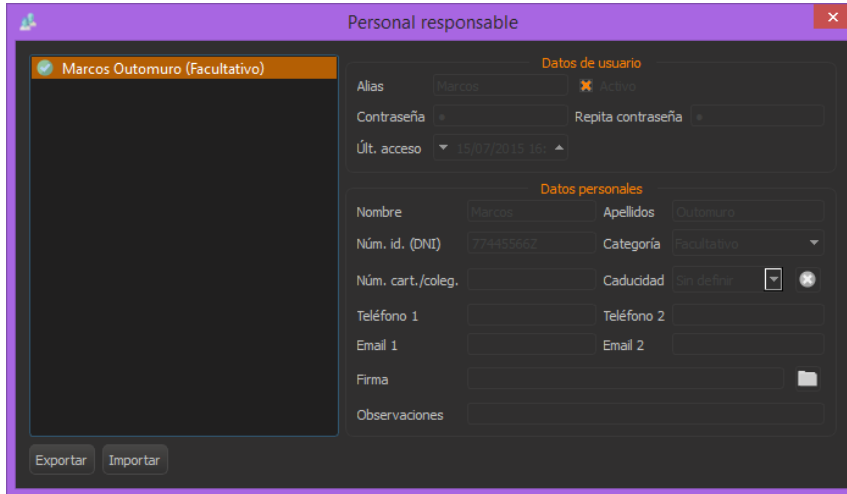 Personal responsable
Marcos Outomuro (Facultativo)
Datos de usuario
Alias Marcos Activo
Contraseña Repita contraseña
Últ. acceso 15/07/2015 16:
Datos personales
Nombre Marcos Apellidos Outomuro
Núm. id. (DNI) 77445566Z Categoría Facultativo
Núm. cart./coleg. Caducidad Sin definir
Teléfono 1 Teléfono 2
Email 1 Email 2
Firma
Observaciones
Exportar Importar